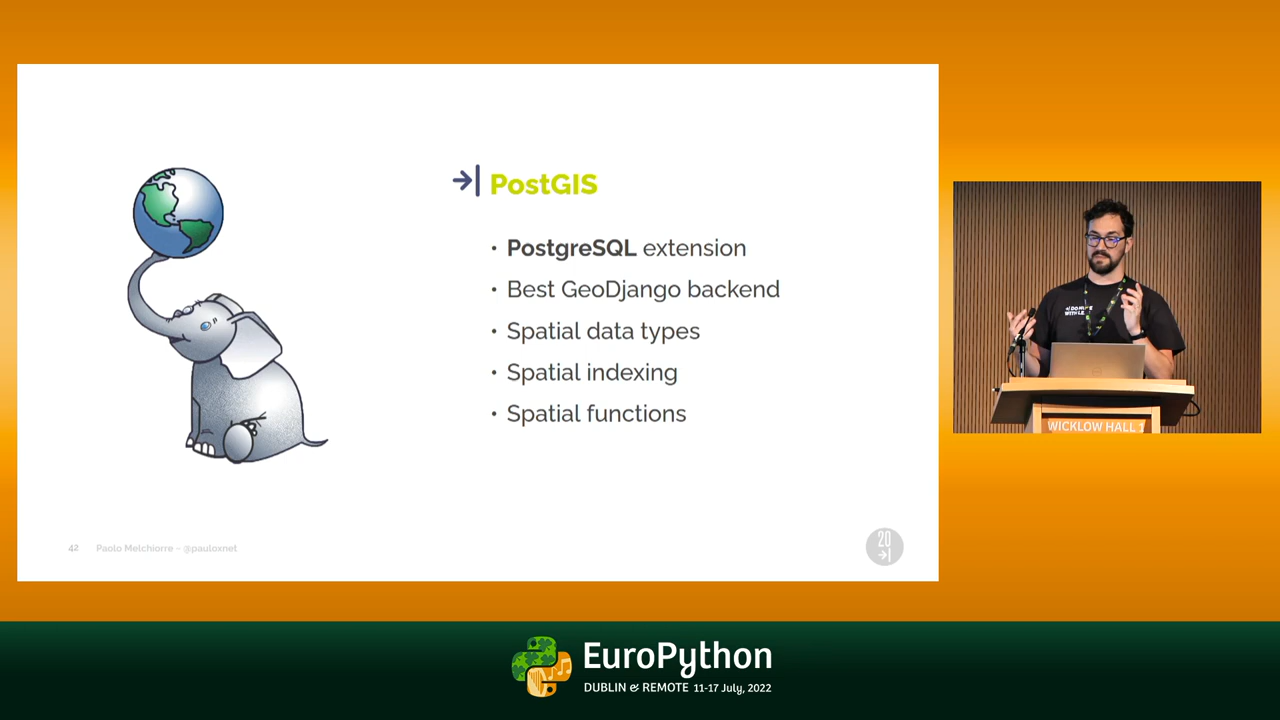 PostGIS
• PostgreSQL extension
• Best GeoDjango backend
• Spatial data types
• Spatial indexing
• Spatial functions
42 Paolo Melchiorre - @pauloxnet
20
WICKLOW HALL 1
EuroPython
DUBLIN & REMOTE 11-17 July, 2022